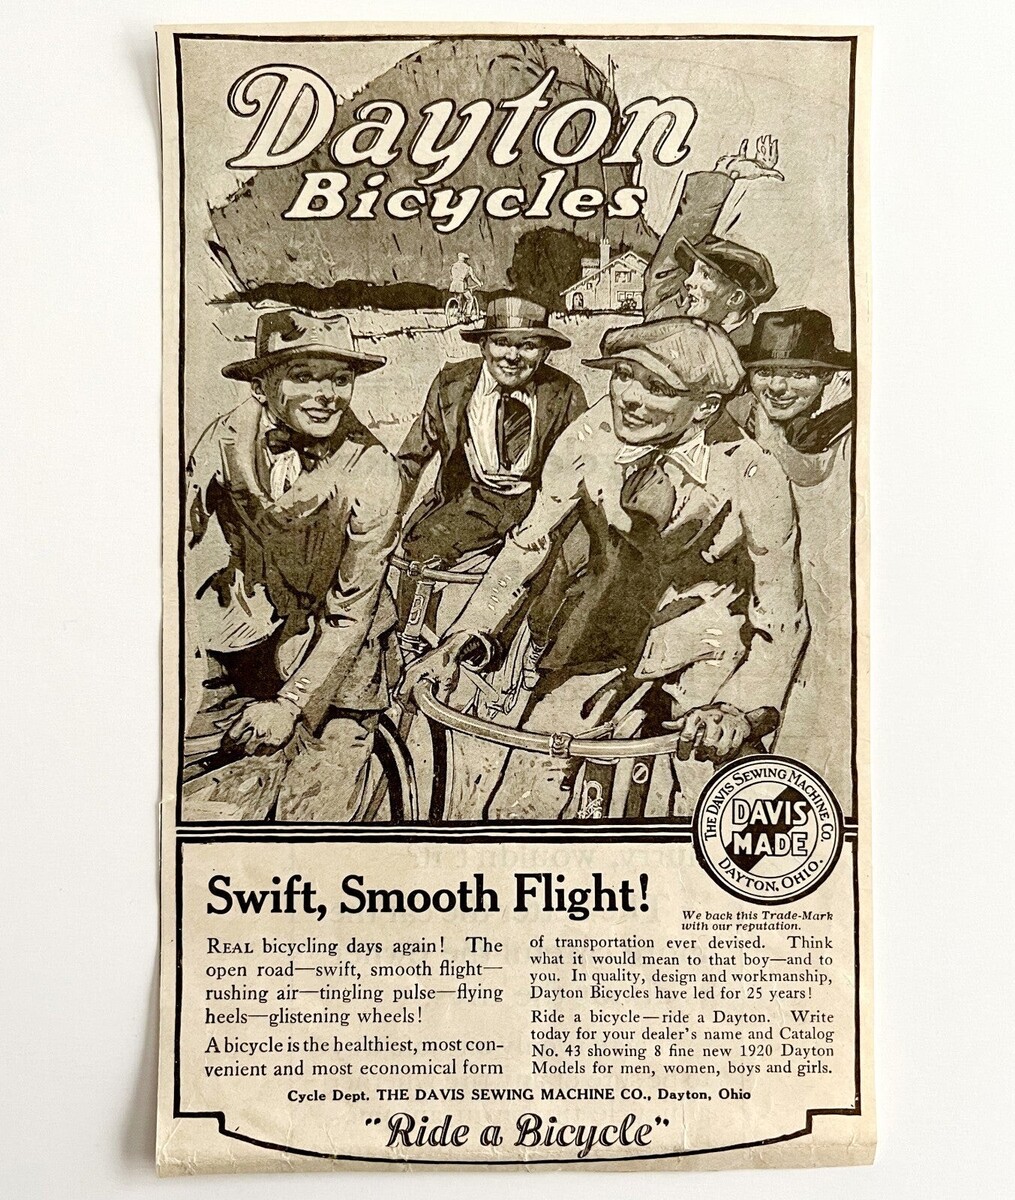 Dayton
Bicycles
THE DAVIS SEWING MACHINE CO.
DAVIS
MADE
DAYTON, OHIO.
We back this Trade-Mark
with our reputation.
Swift, Smooth Flight!
REAL bicycling days again! The
open road—swift, smooth flight—
rushing air—tingling pulse—flying
heels—glistening wheels!
A bicycle is the healthiest, most con-
venient and most economical form
of transportation ever devised. Think
what it would mean to that boy—and to
you. In quality, design and workmanship,
Dayton Bicycles have led for 25 years!
Ride a bicycle—ride a Dayton. Write
today for your dealer's name and Catalog
No. 43 showing 8 fine new 1920 Dayton
Models for men, women, boys and girls.
Cycle Dept. THE DAVIS SEWING MACHINE CO., Dayton, Ohio
"Ride a Bicycle"